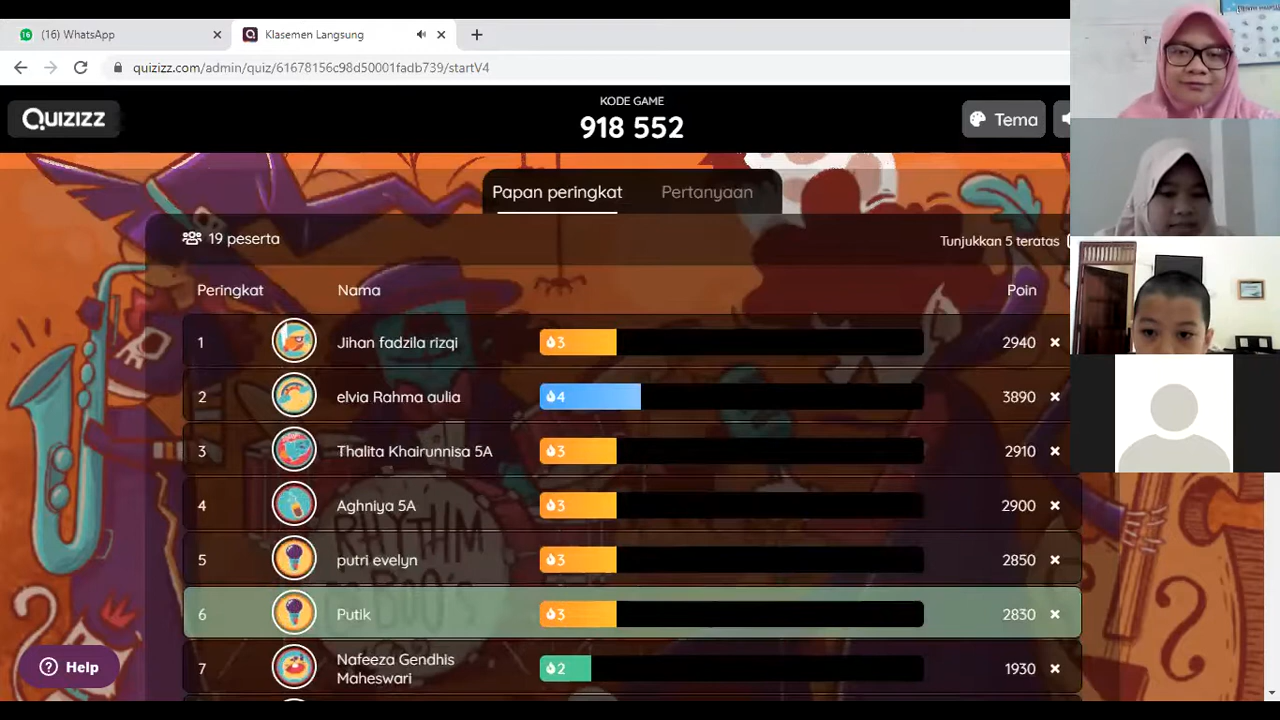 (16) WhatsApp
Klasemen Langsung
quizizz.com/admin/quiz/61678156c98d50001fadb739/startV4
QUIZIZZ
KODE GAME
918 552
Tema
Papan peringkat
Pertanyaan
19 peserta
Tunjukkan 5 teratas
Peringkat Nama Poin
1 Jihan fadzila rizqi 3 2940
2 elvia Rahma aulia 4 3890
3 Thalita Khairunnisa 5A 3 2910
4 Aghniya 5A 3 2900
5 putri evelyn 3 2850
6 Putik 3 2830
7 Nafeeza Gendhis
Maheswari 2 1930
RHYTHM
BOO'S
Help